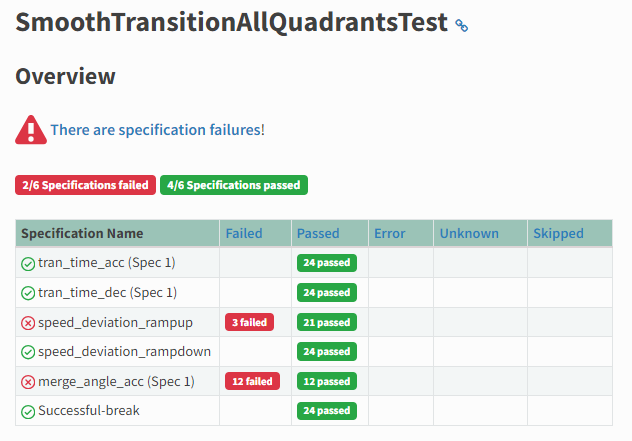 SmoothTransitionAllQuadrantsTest
Overview
There are specification failures!
2/6 Specifications failed 4/6 Specifications passed
Specification Name Failed Passed Error Unknown Skipped
tran_time_acc (Spec 1) 24 passed
tran_time_dec (Spec 1) 24 passed
speed_deviation_rampup 3 failed 21 passed
speed_deviation_rampdown 24 passed
merge_angle_acc (Spec 1) 12 failed 12 passed
Successful-break 24 passed